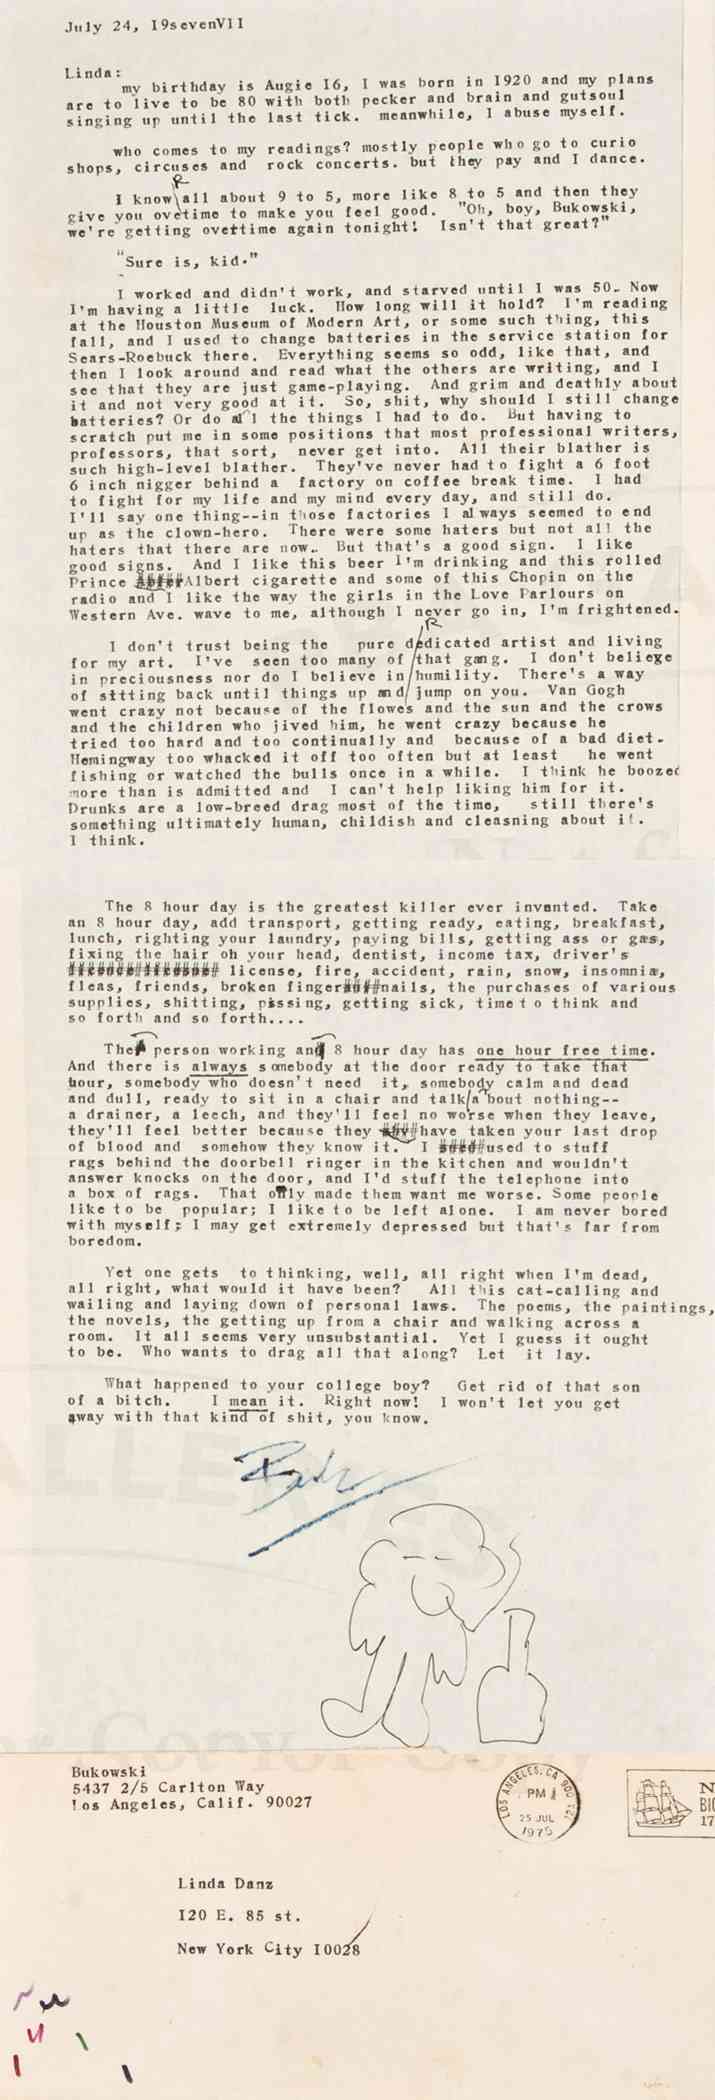 July 24, I9sevenVII
Linda:
my birthday is Augie I6, I was born in I920 and my plans
are to live to be 80 with both pecker and brain and gutsoul
singing up until the last tick. meanwhile, I abuse myself.
who comes to my readings? mostly people who go to curio
shops, circuses and rock concerts. but they pay and I dance.
I know all about 9 to 5, more like 8 to 5 and then they
give you overtime to make you feel good. "Oh, boy, Bukowski,
we're getting overtime again tonight! Isn't that great?"
"Sure is, kid."
I worked and didn't work, and starved until I was 50. Now
I'm having a little luck. How long will it hold? I'm reading
at the Houston Museum of Modern Art, or some such thing, this
fall, and I used to change batteries in the service station for
Sears-Roebuck there. Everything seems so odd, like that, and
then I look around and read what the others are writing, and I
see that they are just game-playing. And grim and deathly about
it and not very good at it. So, shit, why should I still change
batteries? Or do all the things I had to do. But having to
scratch put me in some positions that most professional writers,
professors, that sort, never get into. All their blather is
such high-level blather. They've never had to fight a 6 foot
6 inch nigger behind a factory on coffee break time. I had
to fight for my life and my mind every day, and still do.
I'll say one thing--in those factories I always seemed to end
up as the clown-hero. There were some haters but not all the
haters that there are now.. But that's a good sign. I like
good signs. And I like this beer I'm drinking and this rolled
Prince Albert cigarette and some of this Chopin on the
radio and I like the way the girls in the Love Parlours on
Western Ave. wave to me, although I never go in, I'm frightened.
I don't trust being the pure dedicated artist and living
for my art. I've seen too many of that gang. I don't believe
in preciousness nor do I believe in humility. There's a way
of sitting back until things up and jump on you. Van Gogh
went crazy not because of the flowes and the sun and the crows
and the children who jived him, he went crazy because he
tried too hard and too continually and because of a bad diet.
Hemingway too whacked it off too often but at least he went
fishing or watched the bulls once in a while. I think he boozed
more than is admitted and I can't help liking him for it.
Drunks are a low-breed drag most of the time, still there's
something ultimately human, childish and cleasning about it.
I think.
The 8 hour day is the greatest killer ever invented. Take
an 8 hour day, add transport, getting ready, eating, breakfast,
lunch, righting your laundry, paying bills, getting ass or gas,
fixing the hair oh your head, dentist, income tax, driver's
license, fire, accident, rain, snow, insomnia,
fleas, friends, broken fingernails, the purchases of various
supplies, shitting, pissing, getting sick, time to think and
so forth and so forth....
The person working an 8 hour day has one hour free time.
And there is always somebody at the door ready to take that
hour, somebody who doesn't need it, somebody calm and dead
and dull, ready to sit in a chair and talk about nothing--
a drainer, a leech, and they'll feel no worse when they leave,
they'll feel better because they have taken your last drop
of blood and somehow they know it. I used to stuff
rags behind the doorbell ringer in the kitchen and wouldn't
answer knocks on the door, and I'd stuff the telephone into
a box of rags. That only made them want me worse. Some people
like to be popular; I like to be left alone. I am never bored
with myself; I may get extremely depressed but that's far from
boredom.
Yet one gets to thinking, well, all right when I'm dead,
all right, what would it have been? All this cat-calling and
wailing and laying down of personal laws. The poems, the paintings,
the novels, the getting up from a chair and walking across a
room. It all seems very unsubstantial. Yet I guess it ought
to be. Who wants to drag all that along? Let it lay.
What happened to your college boy? Get rid of that son
of a bitch. I mean it. Right now! I won't let you get
away with that kind of shit, you know.
Buk
Bukowski
5437 2/5 Carlton Way
Los Angeles, Calif. 90027
LOS ANGELES, CA
PM
25 JUL
1975
Linda Danz
I20 E. 85 st.
New York City I0028